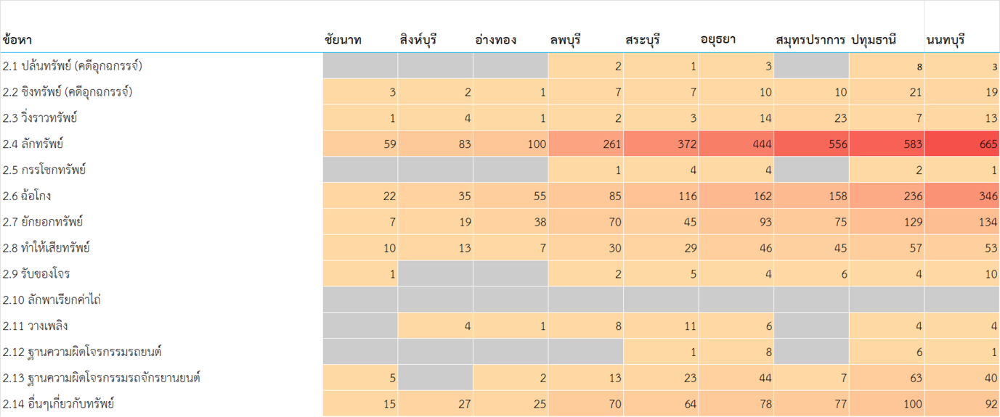 ข้อหา ชัยนาท สิงห์บุรี อ่างทอง ลพบุรี สระบุรี อยุธยา สมุทรปราการ ปทุมธานี นนทบุรี
2.1 ปล้นทรัพย์ (คดีอุกฉกรรจ์) 2 1 3 8 3
2.2 ชิงทรัพย์ (คดีอุกฉกรรจ์) 3 2 1 7 7 10 10 21 19
2.3 วิ่งราวทรัพย์ 1 4 1 2 3 14 23 7 13
2.4 ลักทรัพย์ 59 83 100 261 372 444 556 583 665
2.5 กรรโชกทรัพย์ 1 4 4 2 1
2.6 ฉ้อโกง 22 35 55 85 116 162 158 236 346
2.7 ยักยอกทรัพย์ 7 19 38 70 45 93 75 129 134
2.8 ทำให้เสียทรัพย์ 10 13 7 30 29 46 45 57 53
2.9 รับของโจร 1 2 5 4 6 4 10
2.10 ลักพาเรียกค่าไถ่
2.11 วางเพลิง 4 1 8 11 6 4 4
2.12 ฐานความผิดโจรกรรมรถยนต์ 1 8 6 1
2.13 ฐานความผิดโจรกรรมรถจักรยานยนต์ 5 2 13 23 44 7 63 40
2.14 อื่นๆเกี่ยวกับทรัพย์ 15 27 25 70 64 78 77 100 92